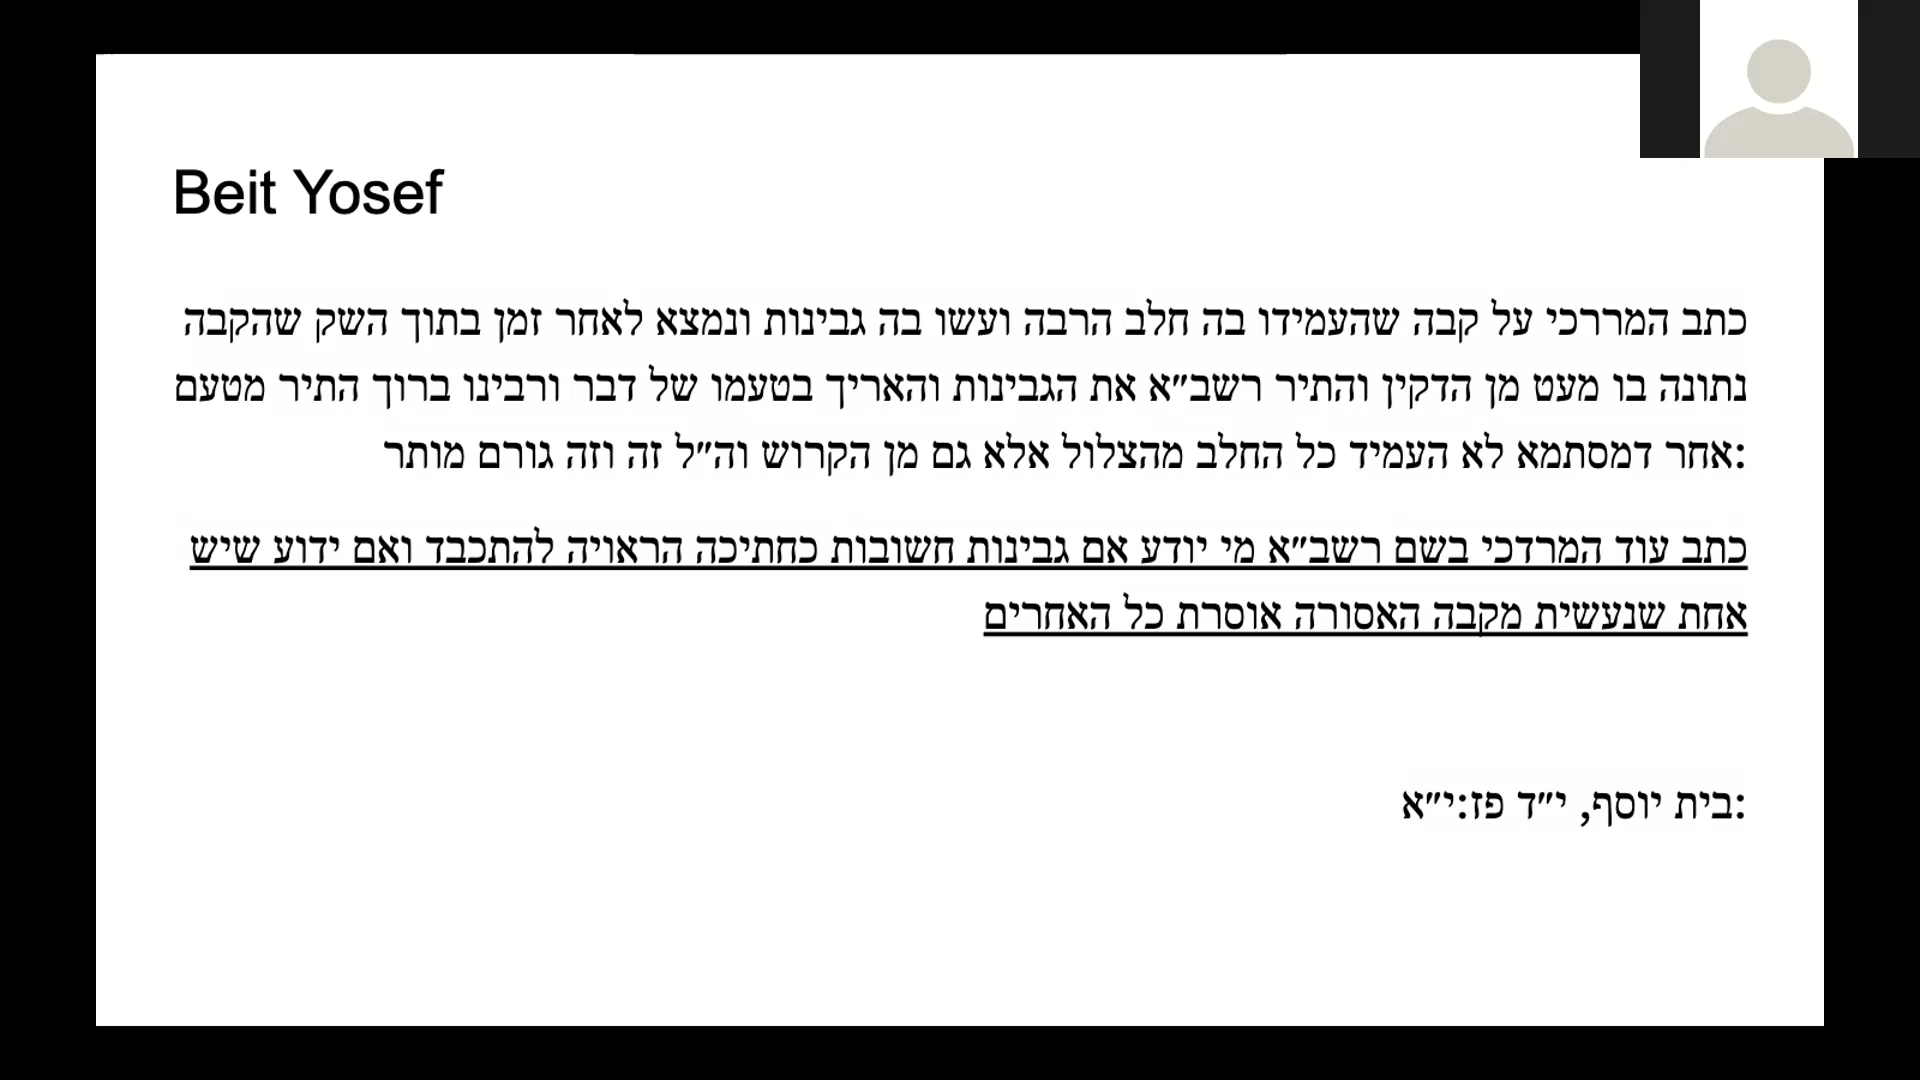 Beit Yosef
כתב המררכי על קבה שהעמידו בה חלב הרבה ועשו בה גבינות ונמצא לאחר זמן בתוך השק שהקבה
נתונה בו מעט מן הדקין והתיר רשב״א את הגבינות והאריך בטעמו של דבר ורבינו ברוך התיר מטעם
:אחר דמסתמא לא העמיד כל החלב מהצלול אלא גם מן הקרוש וה״ל זה וזה גורם מותר
כתב עוד המרדכי בשם רשב״א מי יודע אם גבינות חשובות כחתיכה הראויה להתכבד ואם ידוע שיש
אחת שנעשית מקבה האסורה אוסרת כל האחרים
:בית יוסף, י״ד פז:י״א